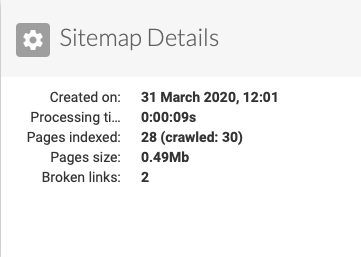 Sitemap Details
Created on: 31 March 2020, 12:01
Processing ti... 0:00:09s
Pages indexed: 28 (crawled: 30)
Pages size: 0.49Mb
Broken links: 2